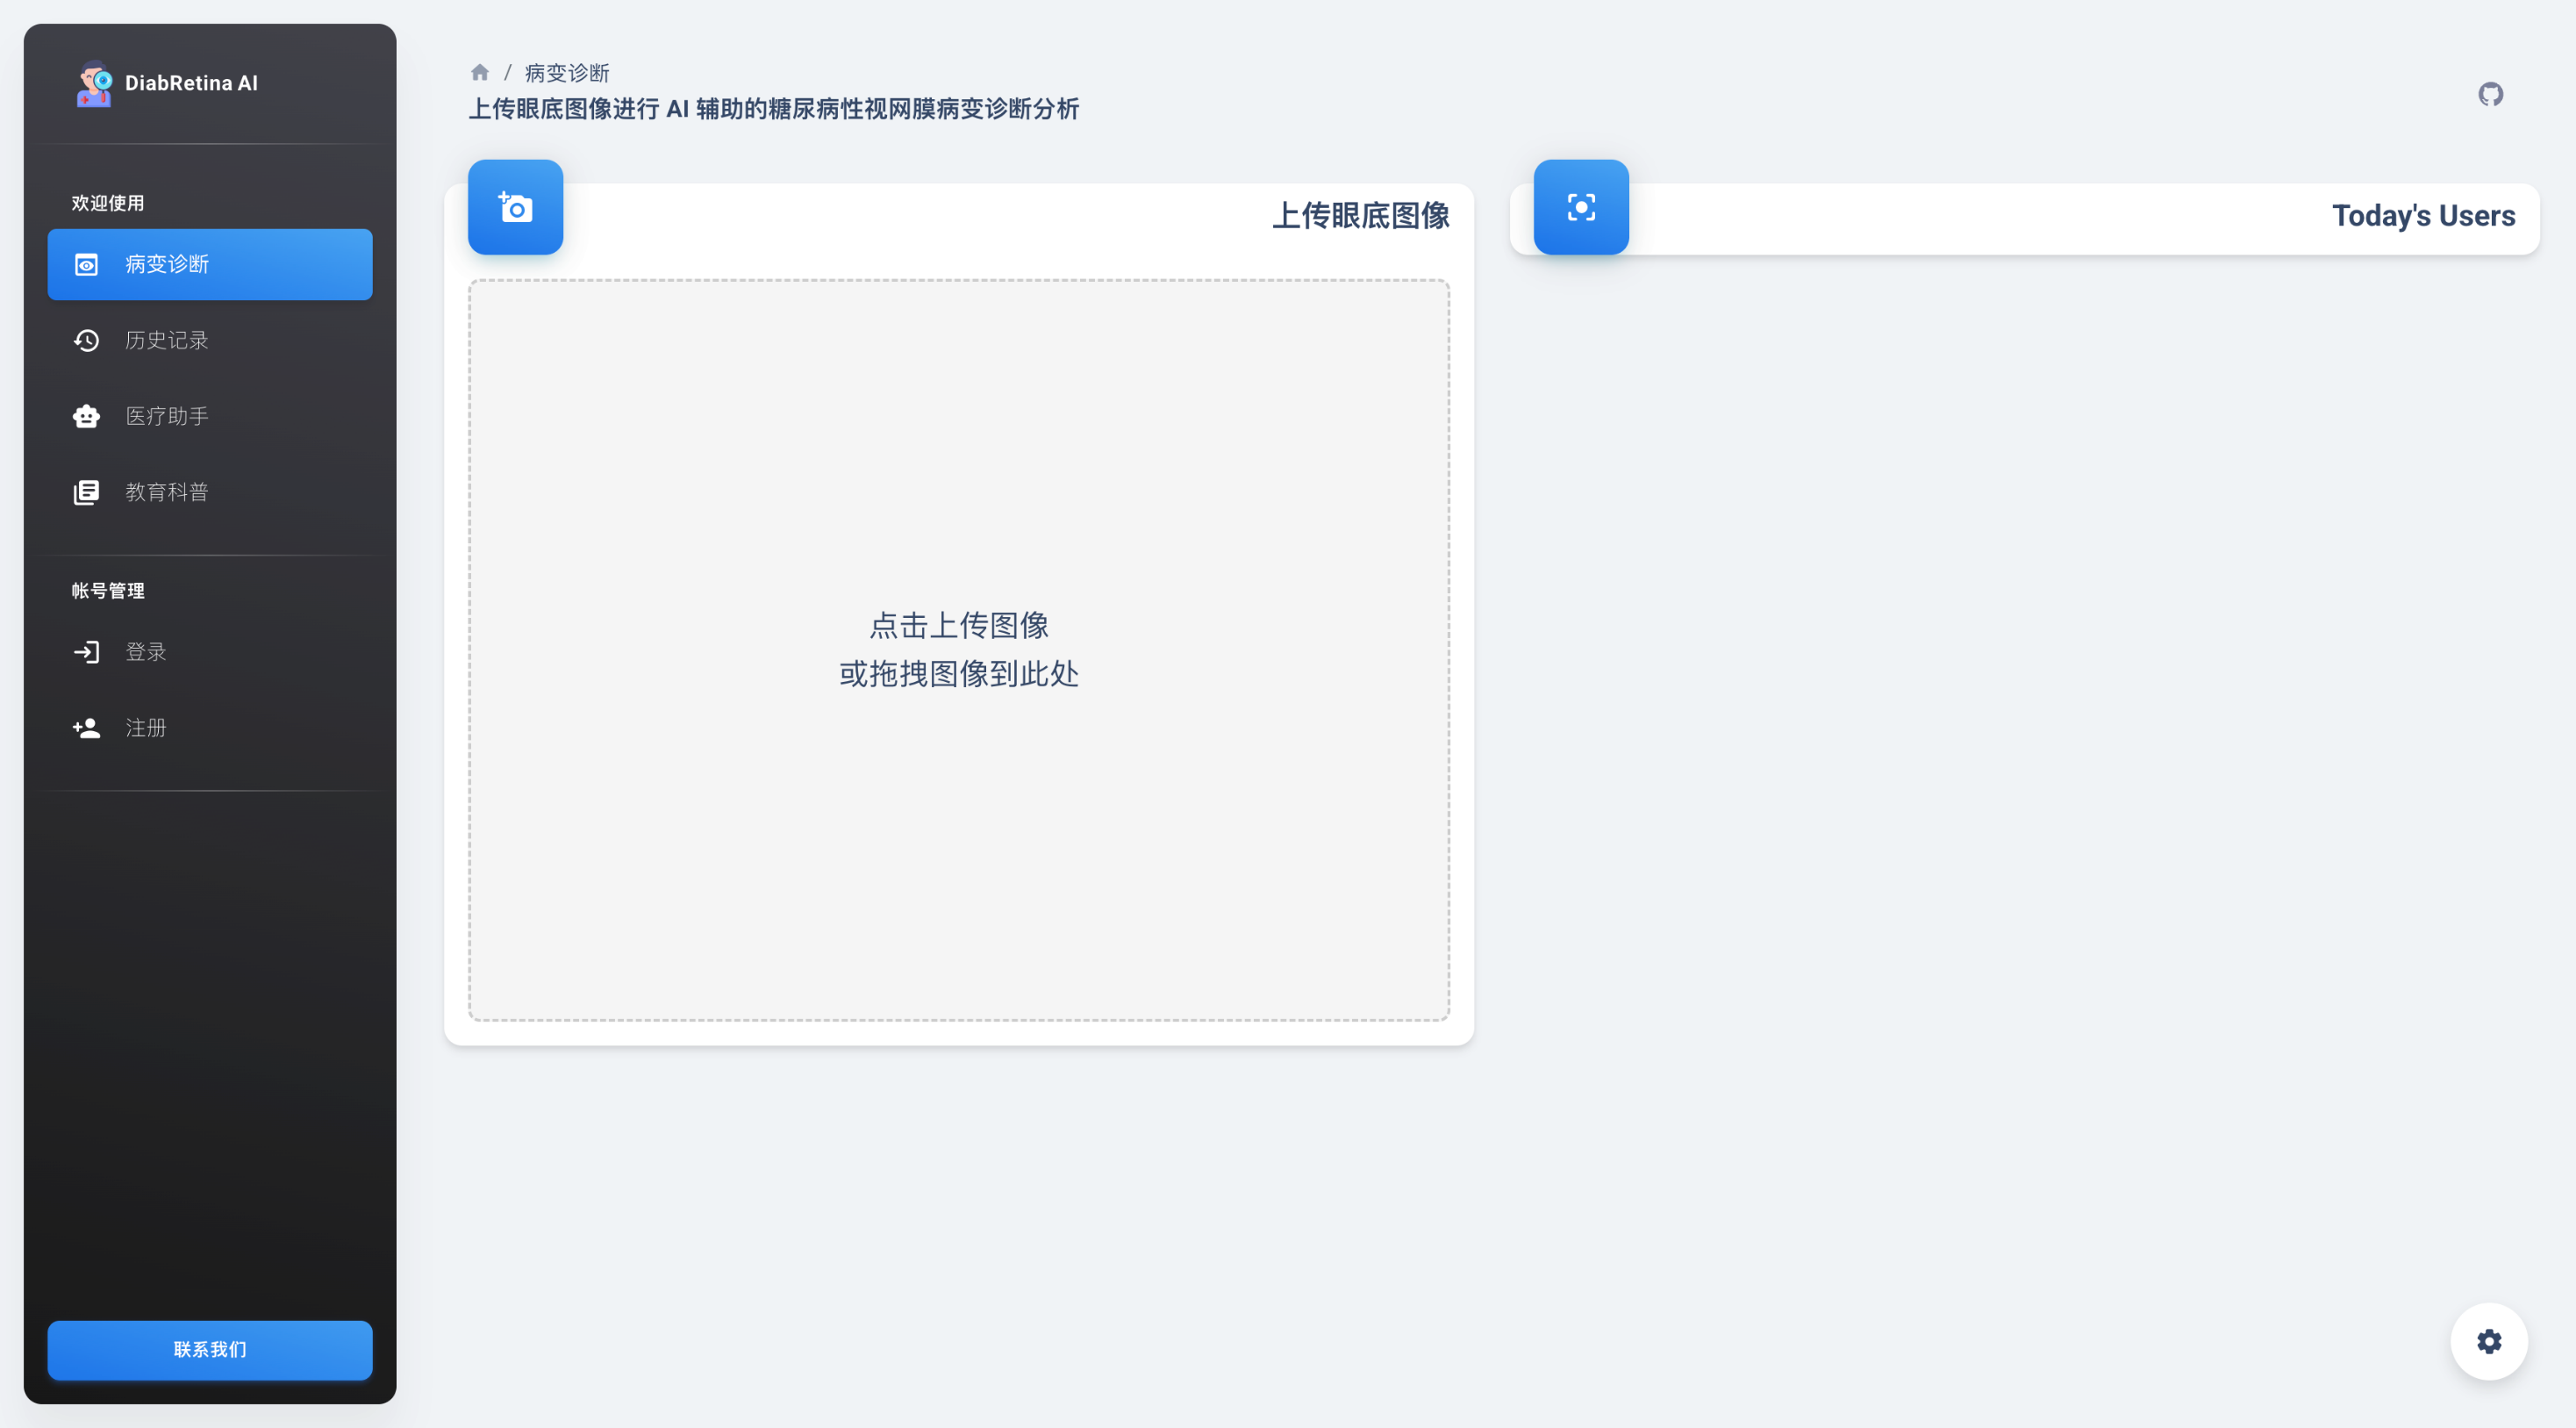 DiabRetina AI
欢迎使用
病变诊断
历史记录
医疗助手
教育科普
帐号管理
登录
注册
联系我们
/ 病变诊断
上传眼底图像进行 AI 辅助的糖尿病性视网膜病变诊断分析
上传眼底图像
点击上传图像
或拖拽图像到此处
Today's Users